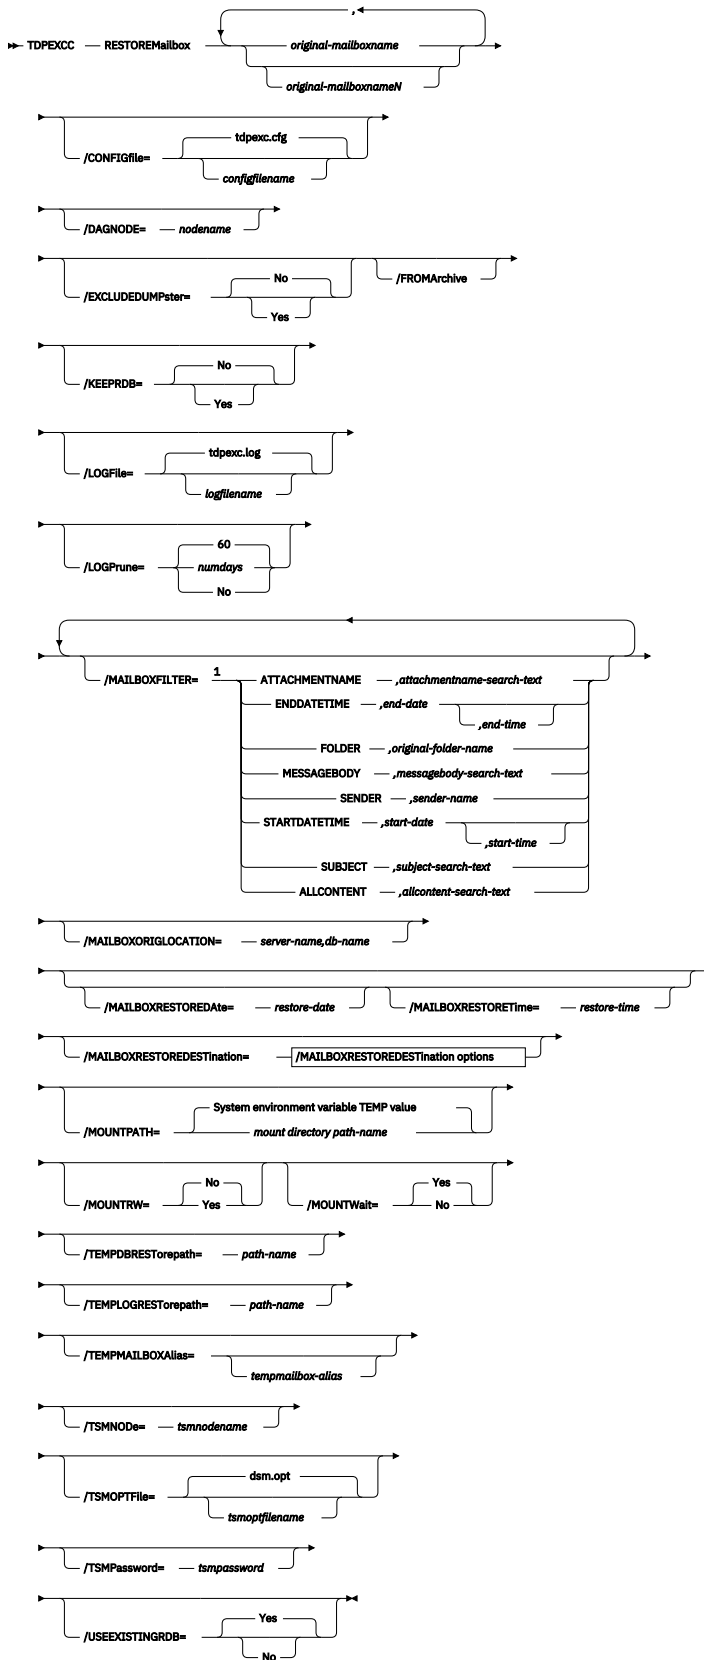 ,
TDPEXCC RESTOREMailbox original-mailboxname
original-mailboxnameN
tdpexc.cfg
/CONFIGfile= configfilename
/DAGNODE= nodename
No /FROMArchive
/EXCLUDEDUMPster= Yes
No
/KEEPRDB= Yes
tdpexc.log
/LOGFile= logfilename
60
/LOGPrune= numdays
No
/MAILBOXFILTER= 1 ATTACHMENTNAME ,attachmentname-search-text
ENDDATETIME ,end-date
,end-time
FOLDER ,original-folder-name
MESSAGEBODY ,messagebody-search-text
SENDER ,sender-name
STARTDATETIME ,start-date
,start-time
SUBJECT ,subject-search-text
ALLCONTENT ,allcontent-search-text
/MAILBOXORIGLOCATION= server-name,db-name
/MAILBOXRESTOREDAte= restore-date /MAILBOXRESTORETime= restore-time
/MAILBOXRESTOREDESTination= /MAILBOXRESTOREDESTination options
System environment variable TEMP value
/MOUNTPATH= mount directory path-name
No Yes
/MOUNTRW= Yes /MOUNTWait= No
/TEMPDBRESTorepath= path-name
/TEMPLOGRESTorepath= path-name
/TEMPMAILBOXAlias=
tempmailbox-alias
/TSMNODe= tsmnodename
dsm.opt
/TSMOPTFile= tsmoptfilename
/TSMPassword= tsmpassword
Yes
/USEEXISTINGRDB= No